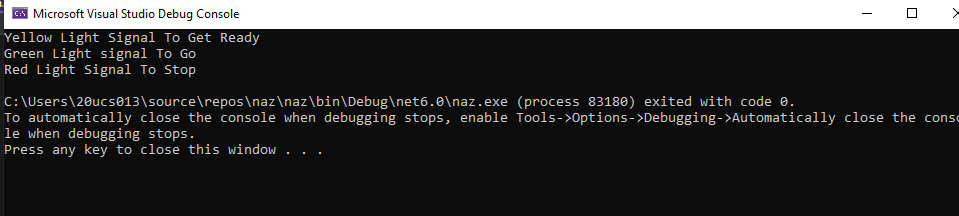 Microsoft Visual Studio Debug Console
Yellow Light Signal To Get Ready
Green Light signal To Go
Red Light Signal To Stop
C:\Users\20ucs013\source\repos\naz\naz\bin\Debug\net6.0\naz.exe (process 83180) exited with code 0.
To automatically close the console when debugging stops, enable Tools->Options->Debugging->Automatically close the conso
le when debugging stops.
Press any key to close this window . . .